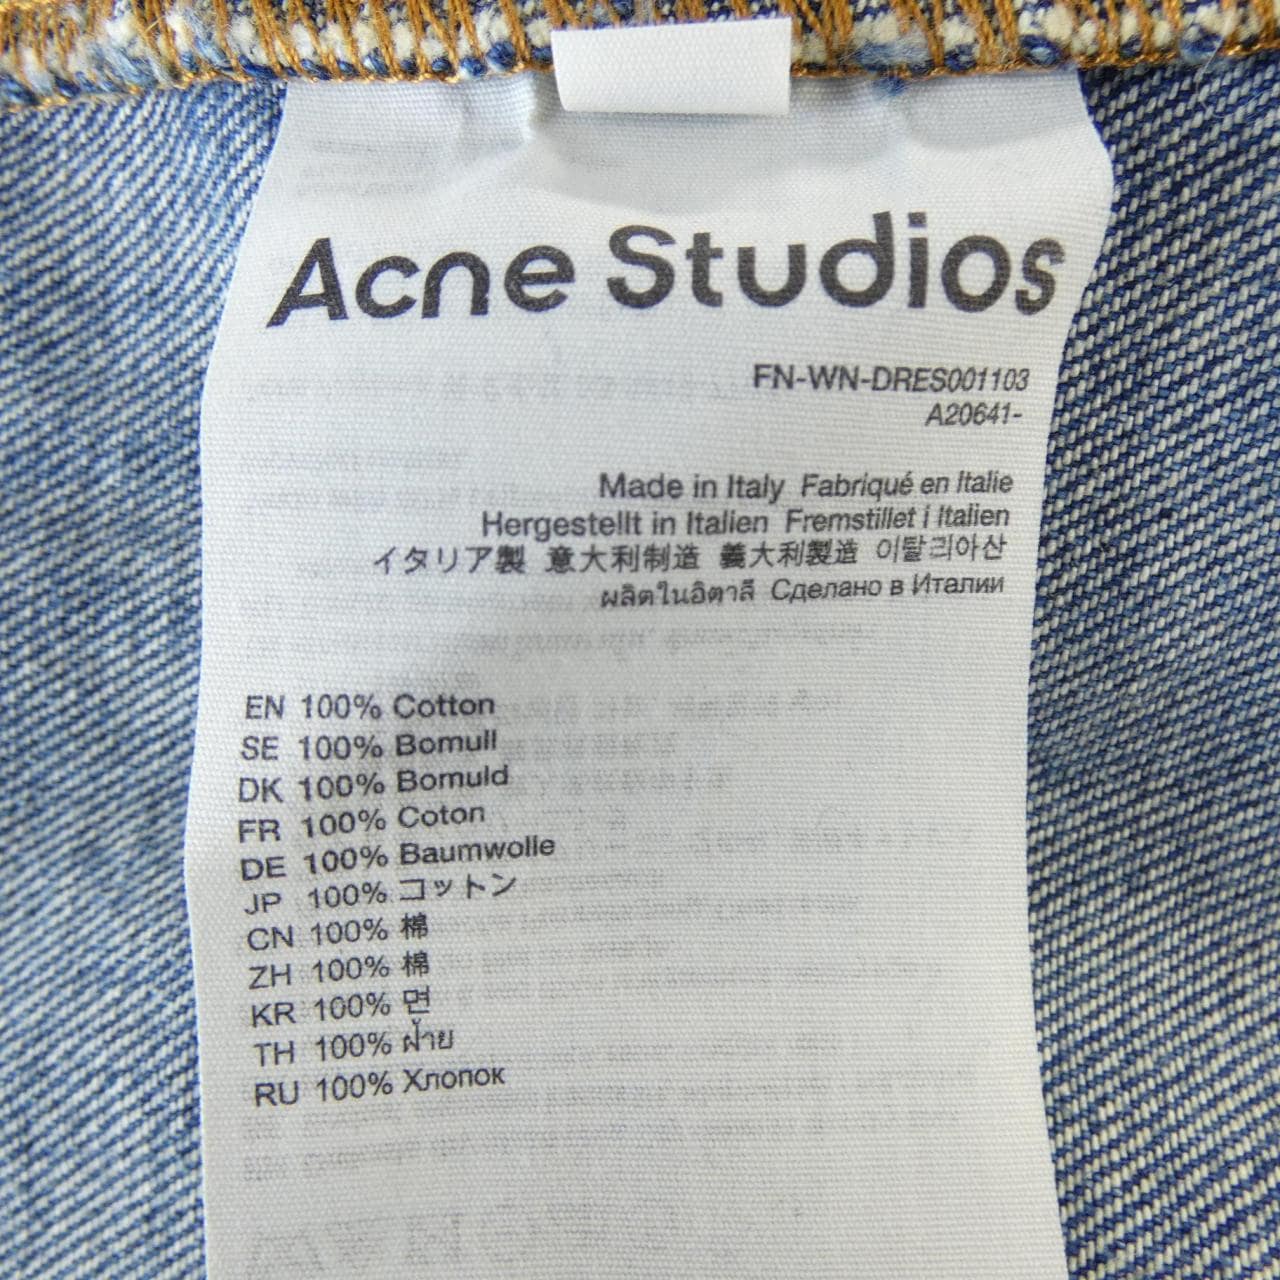 Acne Studios
FN-WN-DRES001103
A20641-
Made in Italy Fabriqué en Italie
Hergestellt in Italien Fremstillet i Italien
イタリア製 意大利制造 義大利製造 이탈리아산
ผลิตในอิตาลี Сделано в Италии
EN 100% Cotton
SE 100% Bomull
DK 100% Bomuld
FR 100% Coton
DE 100% Baumwolle
JP 100% コットン
CN 100% 棉
ZH 100% 棉
KR 100% 면
TH 100% ฝ้าย
RU 100% Хлопок